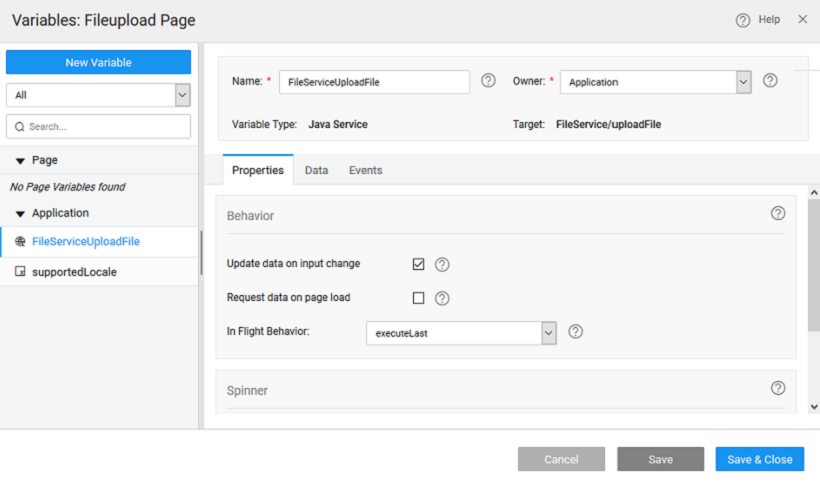 Variables: Fileupload Page
Help
New Variable
All
Search...
Page
No Page Variables found
Application
FileServiceUploadFile
supportedLocale
Name: * FileServiceUploadFile
Owner: * Application
Variable Type: Java Service
Target: FileService/uploadFile
Properties Data Events
Behavior
Update data on input change
Request data on page load
In Flight Behavior: executeLast
Spinner
Cancel Save Save & Close